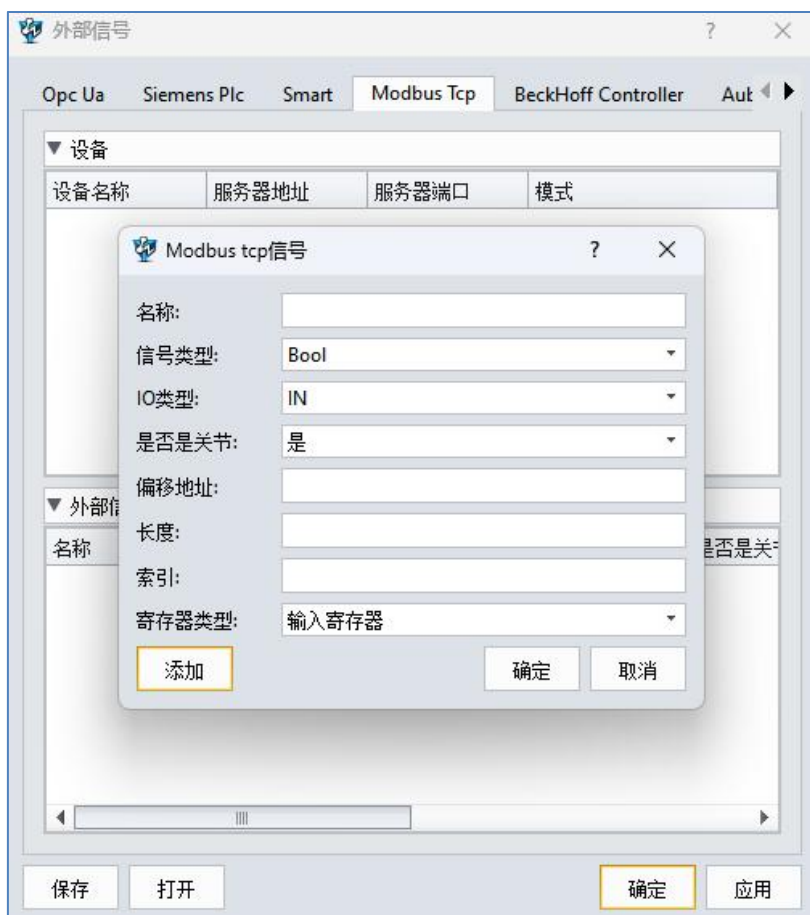 外部信号
Opc Ua Siemens Plc Smart Modbus Tcp BeckHoff Controller Aub
设备
设备名称 服务器地址 服务器端口 模式
Modbus tcp信号 ?
名称:
信号类型: Bool
IO类型: IN
是否是关节: 是
偏移地址:
长度:
索引:
寄存器类型: 输入寄存器
添加 确定 取消
外部信
名称 是否是关节
保存 打开 确定 应用